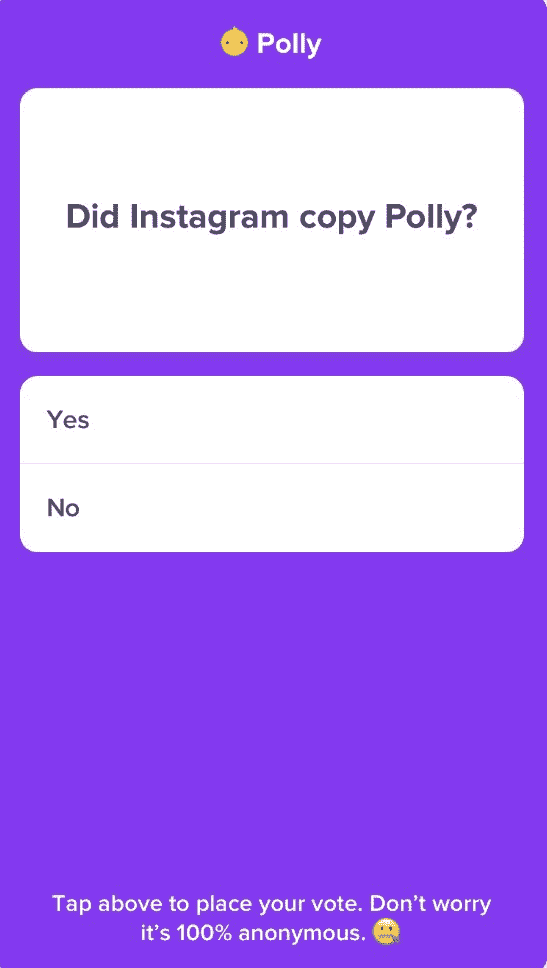 Polly
Did Instagram copy Polly?
Yes
No
Tap above to place your vote. Don’t worry
it’s 100% anonymous. 🤐